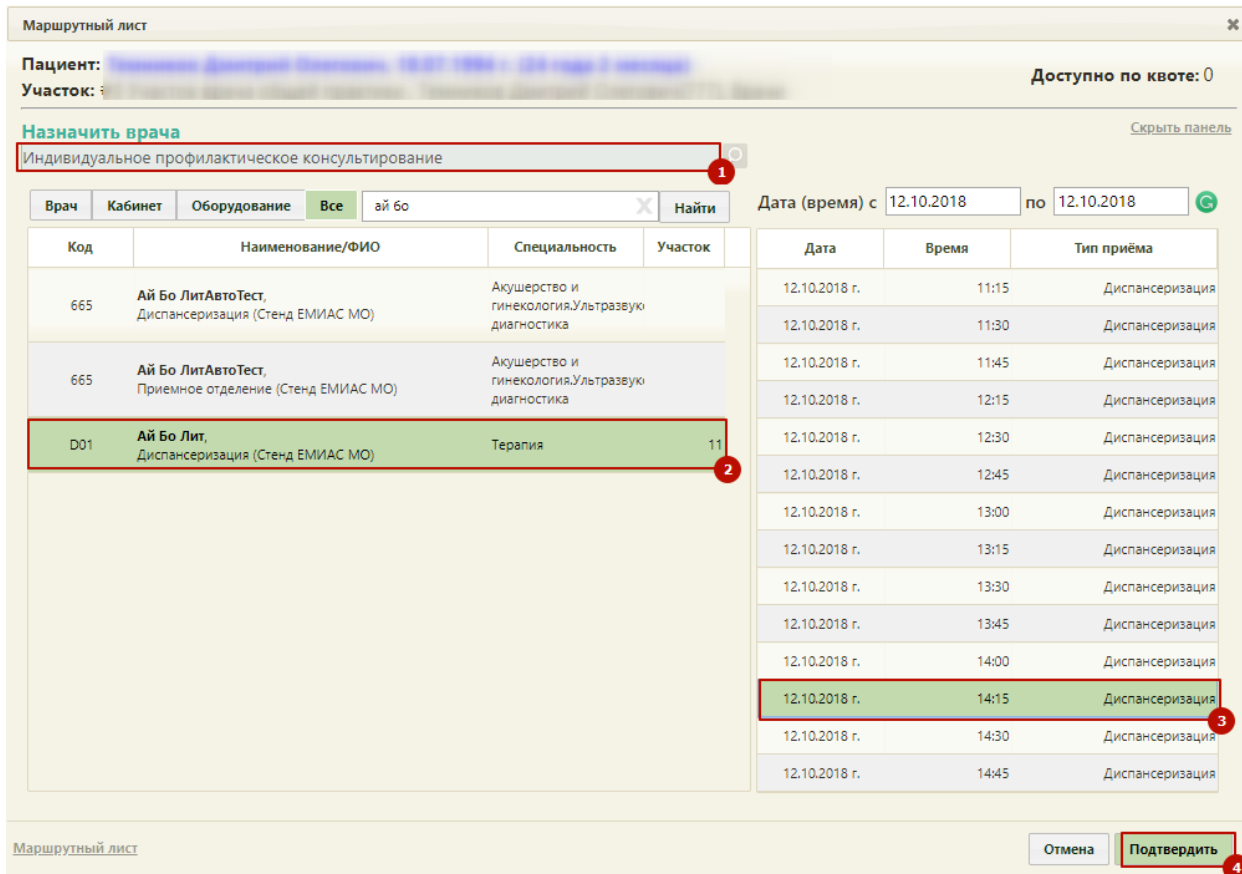 Маршрутный лист
Пациент:
Участок:
Доступно по квоте: 0
Назначить врача
Скрыть панель
Индивидуальное профилактическое консультирование
1
Врач Кабинет Оборудование Все ай бо X Найти
Дата (время) с 12.10.2018 по 12.10.2018
Код Наименование/ФИО Специальность Участок
665 Ай Бо ЛитАвтоТест,
Диспансеризация (Стенд ЕМИАС МО)
Акушерство и
гинекология.Ультразвук
диагностика
665 Ай Бо ЛитАвтоТест,
Приемное отделение (Стенд ЕМИАС МО)
Акушерство и
гинекология.Ультразвук
диагностика
D01 Ай Бо Лит,
Диспансеризация (Стенд ЕМИАС МО)
Терапия 11
2
Дата Время Тип приёма
12.10.2018 г. 11:15 Диспансеризация
12.10.2018 г. 11:30 Диспансеризация
12.10.2018 г. 11:45 Диспансеризация
12.10.2018 г. 12:15 Диспансеризация
12.10.2018 г. 12:30 Диспансеризация
12.10.2018 г. 12:45 Диспансеризация
12.10.2018 г. 13:00 Диспансеризация
12.10.2018 г. 13:15 Диспансеризация
12.10.2018 г. 13:30 Диспансеризация
12.10.2018 г. 13:45 Диспансеризация
12.10.2018 г. 14:00 Диспансеризация
12.10.2018 г. 14:15 Диспансеризация
3
12.10.2018 г. 14:30 Диспансеризация
12.10.2018 г. 14:45 Диспансеризация
Маршрутный лист
Отмена Подтвердить
4